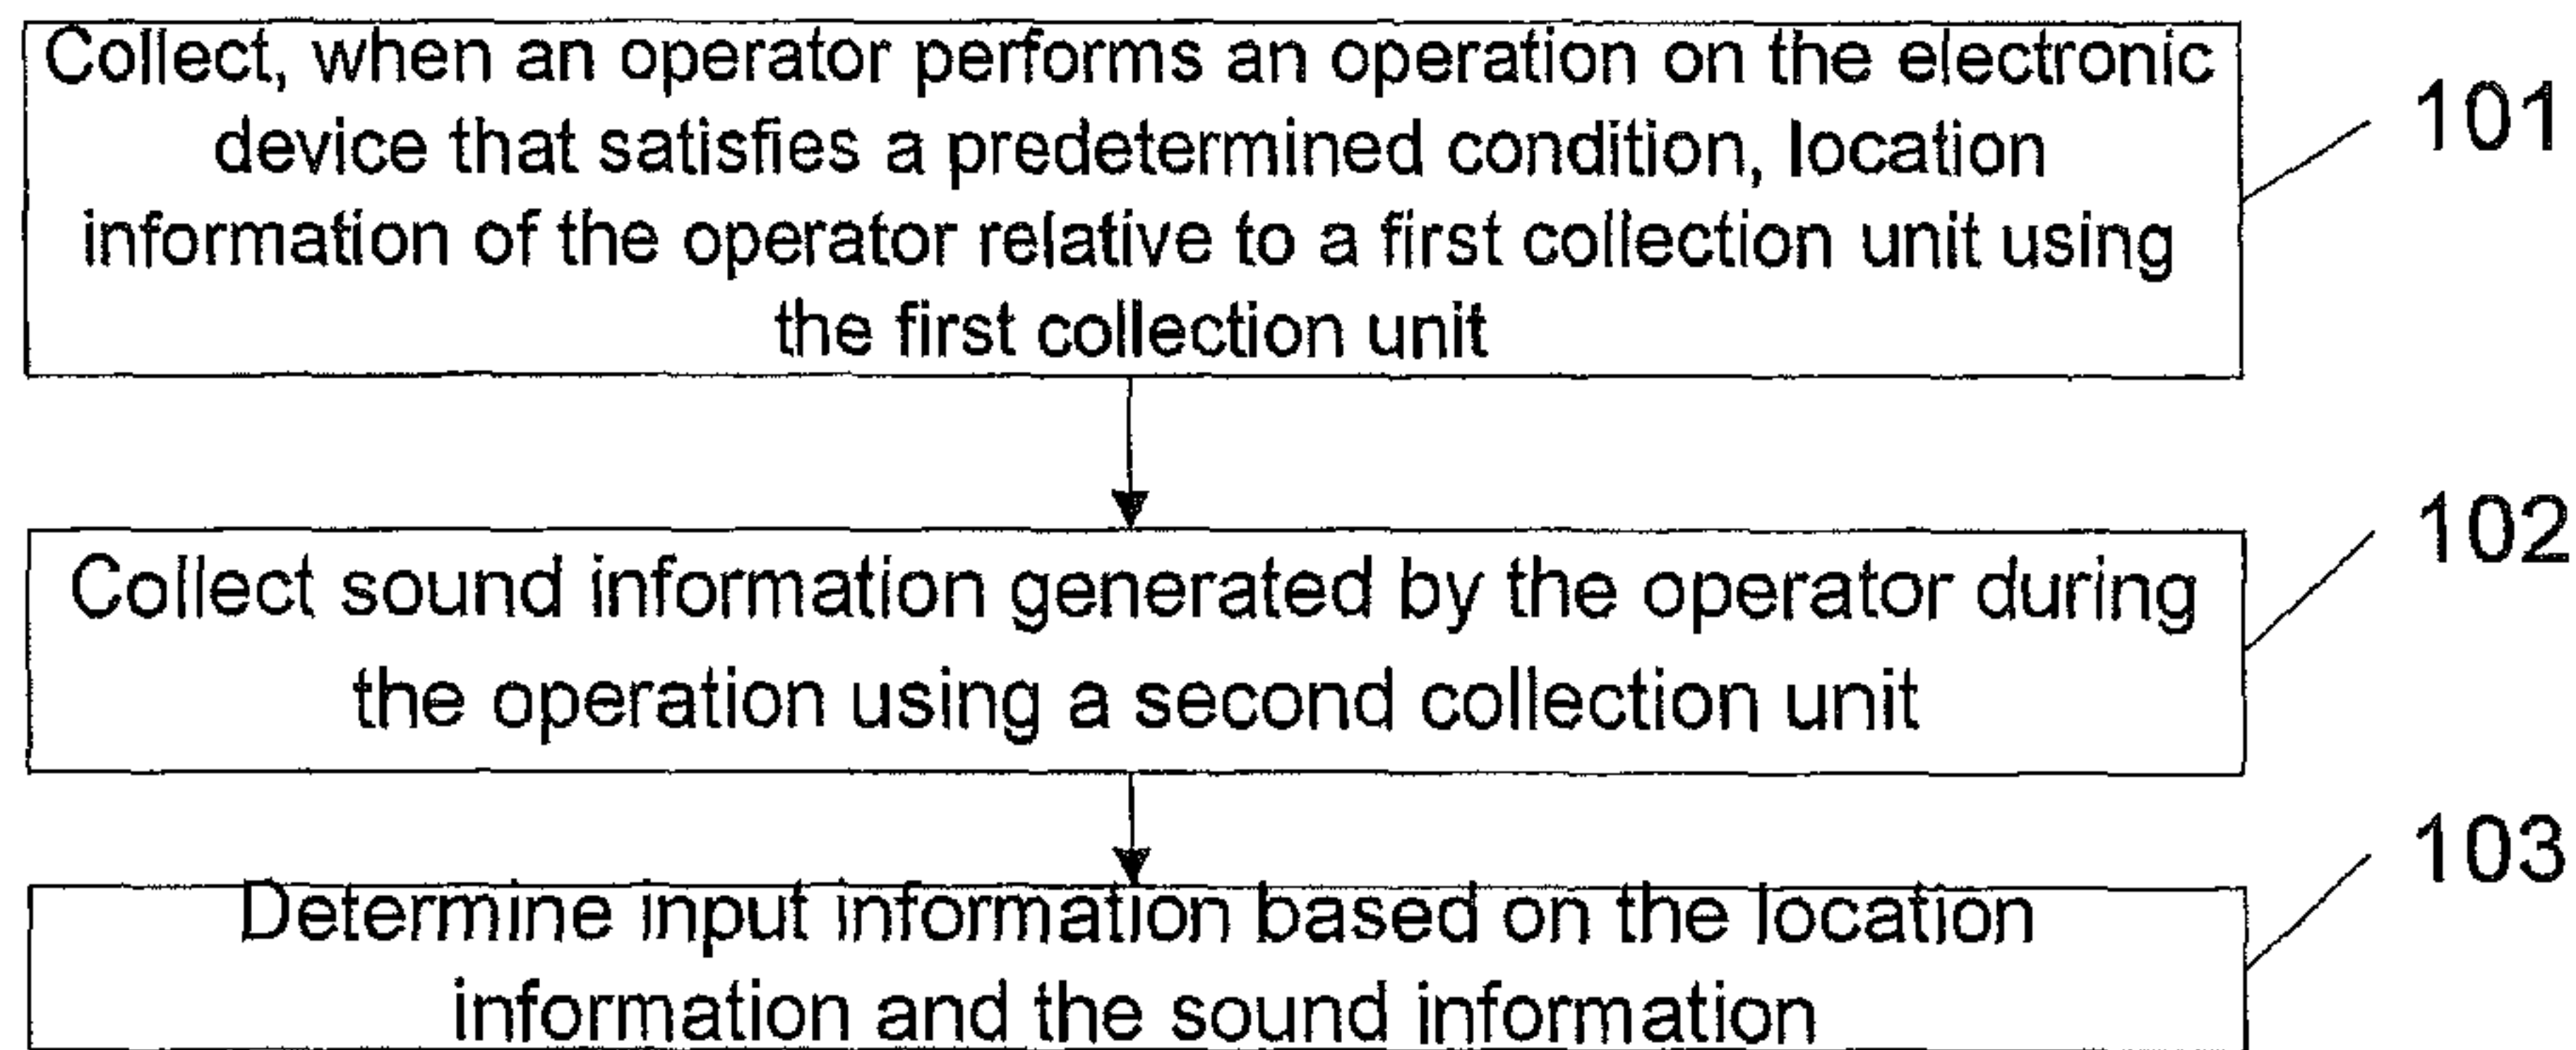 Collect, when an operator performs an operation on the electronic
device that satisfies a predetermined condition, location
information of the operator relative to a first collection unit using
the first collection unit
101
Collect sound information generated by the operator during
the operation using a second collection unit
102
Determine input information based on the location
information and the sound information
103